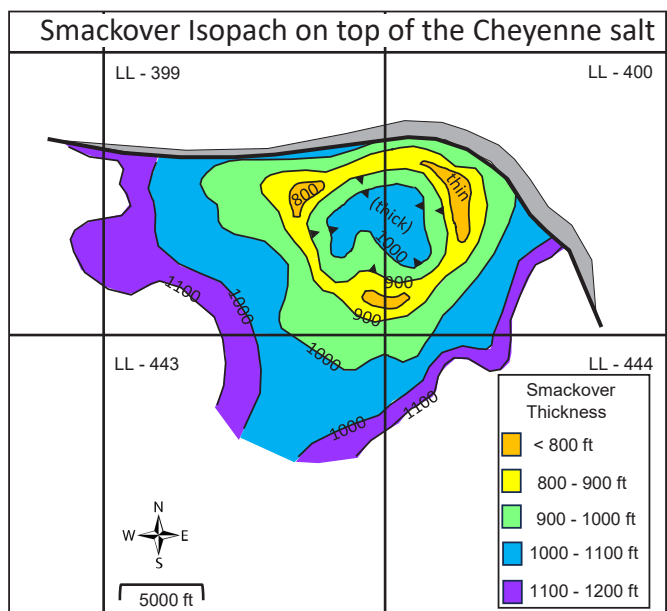 Smackover Isopach on top of the Cheyenne salt
LL - 399
LL - 400
800
thin
(thick)
1000
900
900
1100
1000
1000
1000
1100
LL - 443
LL - 444
Smackover
Thickness
< 800 ft
800 - 900 ft
900 - 1000 ft
1000 - 1100 ft
1100 - 1200 ft
N
W
E
S
5000 ft